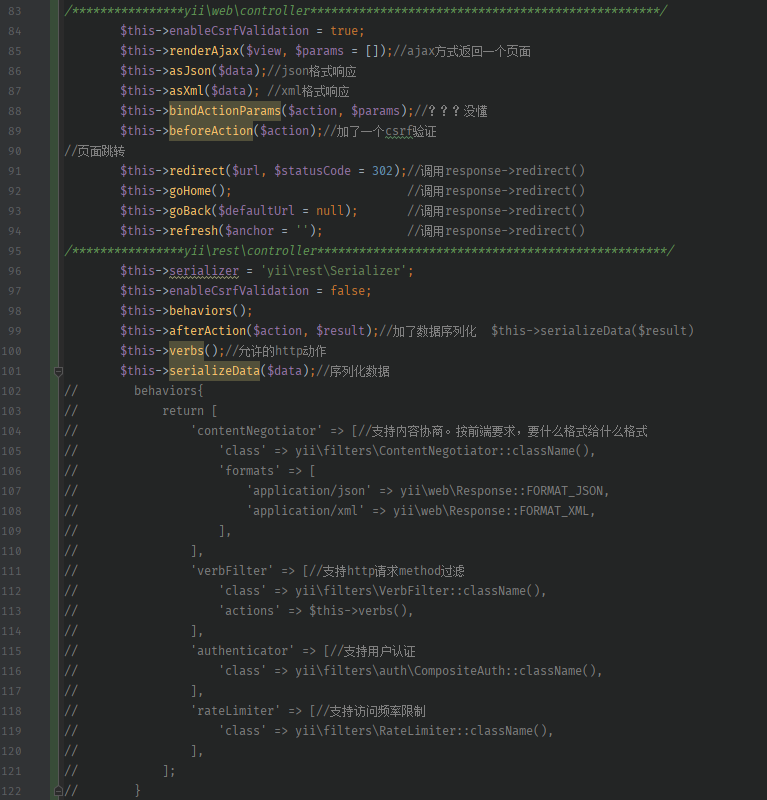 83 /****************yii\web\controller**********************************************/
84 $this->enableCsrfValidation = true;
85 $this->renderAjax($view, $params = []);//ajax方式返回一个页面
86 $this->asJson($data);//json格式响应
87 $this->asXml($data); //xml格式响应
88 $this->bindActionParams($action, $params);//？？？没懂
89 $this->beforeAction($action);//加了一个csrf验证
90 //页面跳转
91 $this->redirect($url, $statusCode = 302);//调用response->redirect()
92 $this->goHome(); //调用response->redirect()
93 $this->goBack($defaultUrl = null); //调用response->redirect()
94 $this->refresh($anchor = ''); //调用response->redirect()
95 /****************yii\rest\controller**************************************************/
96 $this->serializer = 'yii\rest\Serializer';
97 $this->enableCsrfValidation = false;
98 $this->behaviors();
99 $this->afterAction($action, $result);//加了数据序列化 $this->serializeData($result)
100 $this->verbs();//允许的http动作
101 $this->serializeData($data);//序列化数据
102 // behaviors{
103 // return [
104 // 'contentNegotiator' => [//支持内容协商。按前端要求，要什么格式给什么格式
105 // 'class' => yii\filters\ContentNegotiator::className(),
106 // 'formats' => [
107 // 'application/json' => yii\web\Response::FORMAT_JSON,
108 // 'application/xml' => yii\web\Response::FORMAT_XML,
109 // ],
110 // ],
111 // 'verbFilter' => [//支持http请求method过滤
112 // 'class' => yii\filters\VerbFilter::className(),
113 // 'actions' => $this->verbs(),
114 // ],
115 // 'authenticator' => [//支持用户认证
116 // 'class' => yii\filters\auth\CompositeAuth::className(),
117 // ],
118 // 'rateLimiter' => [//支持访问频率限制
119 // 'class' => yii\filters\RateLimiter::className(),
120 // ],
121 // ];
122 // }